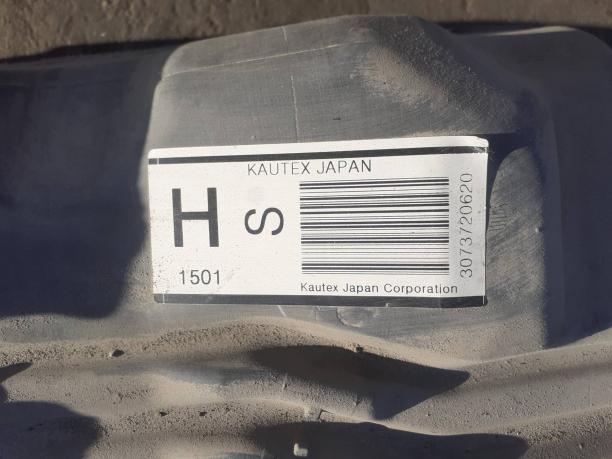 KAUTEX JAPAN
H
S
1501
3073720620
Kautex Japan Corporation